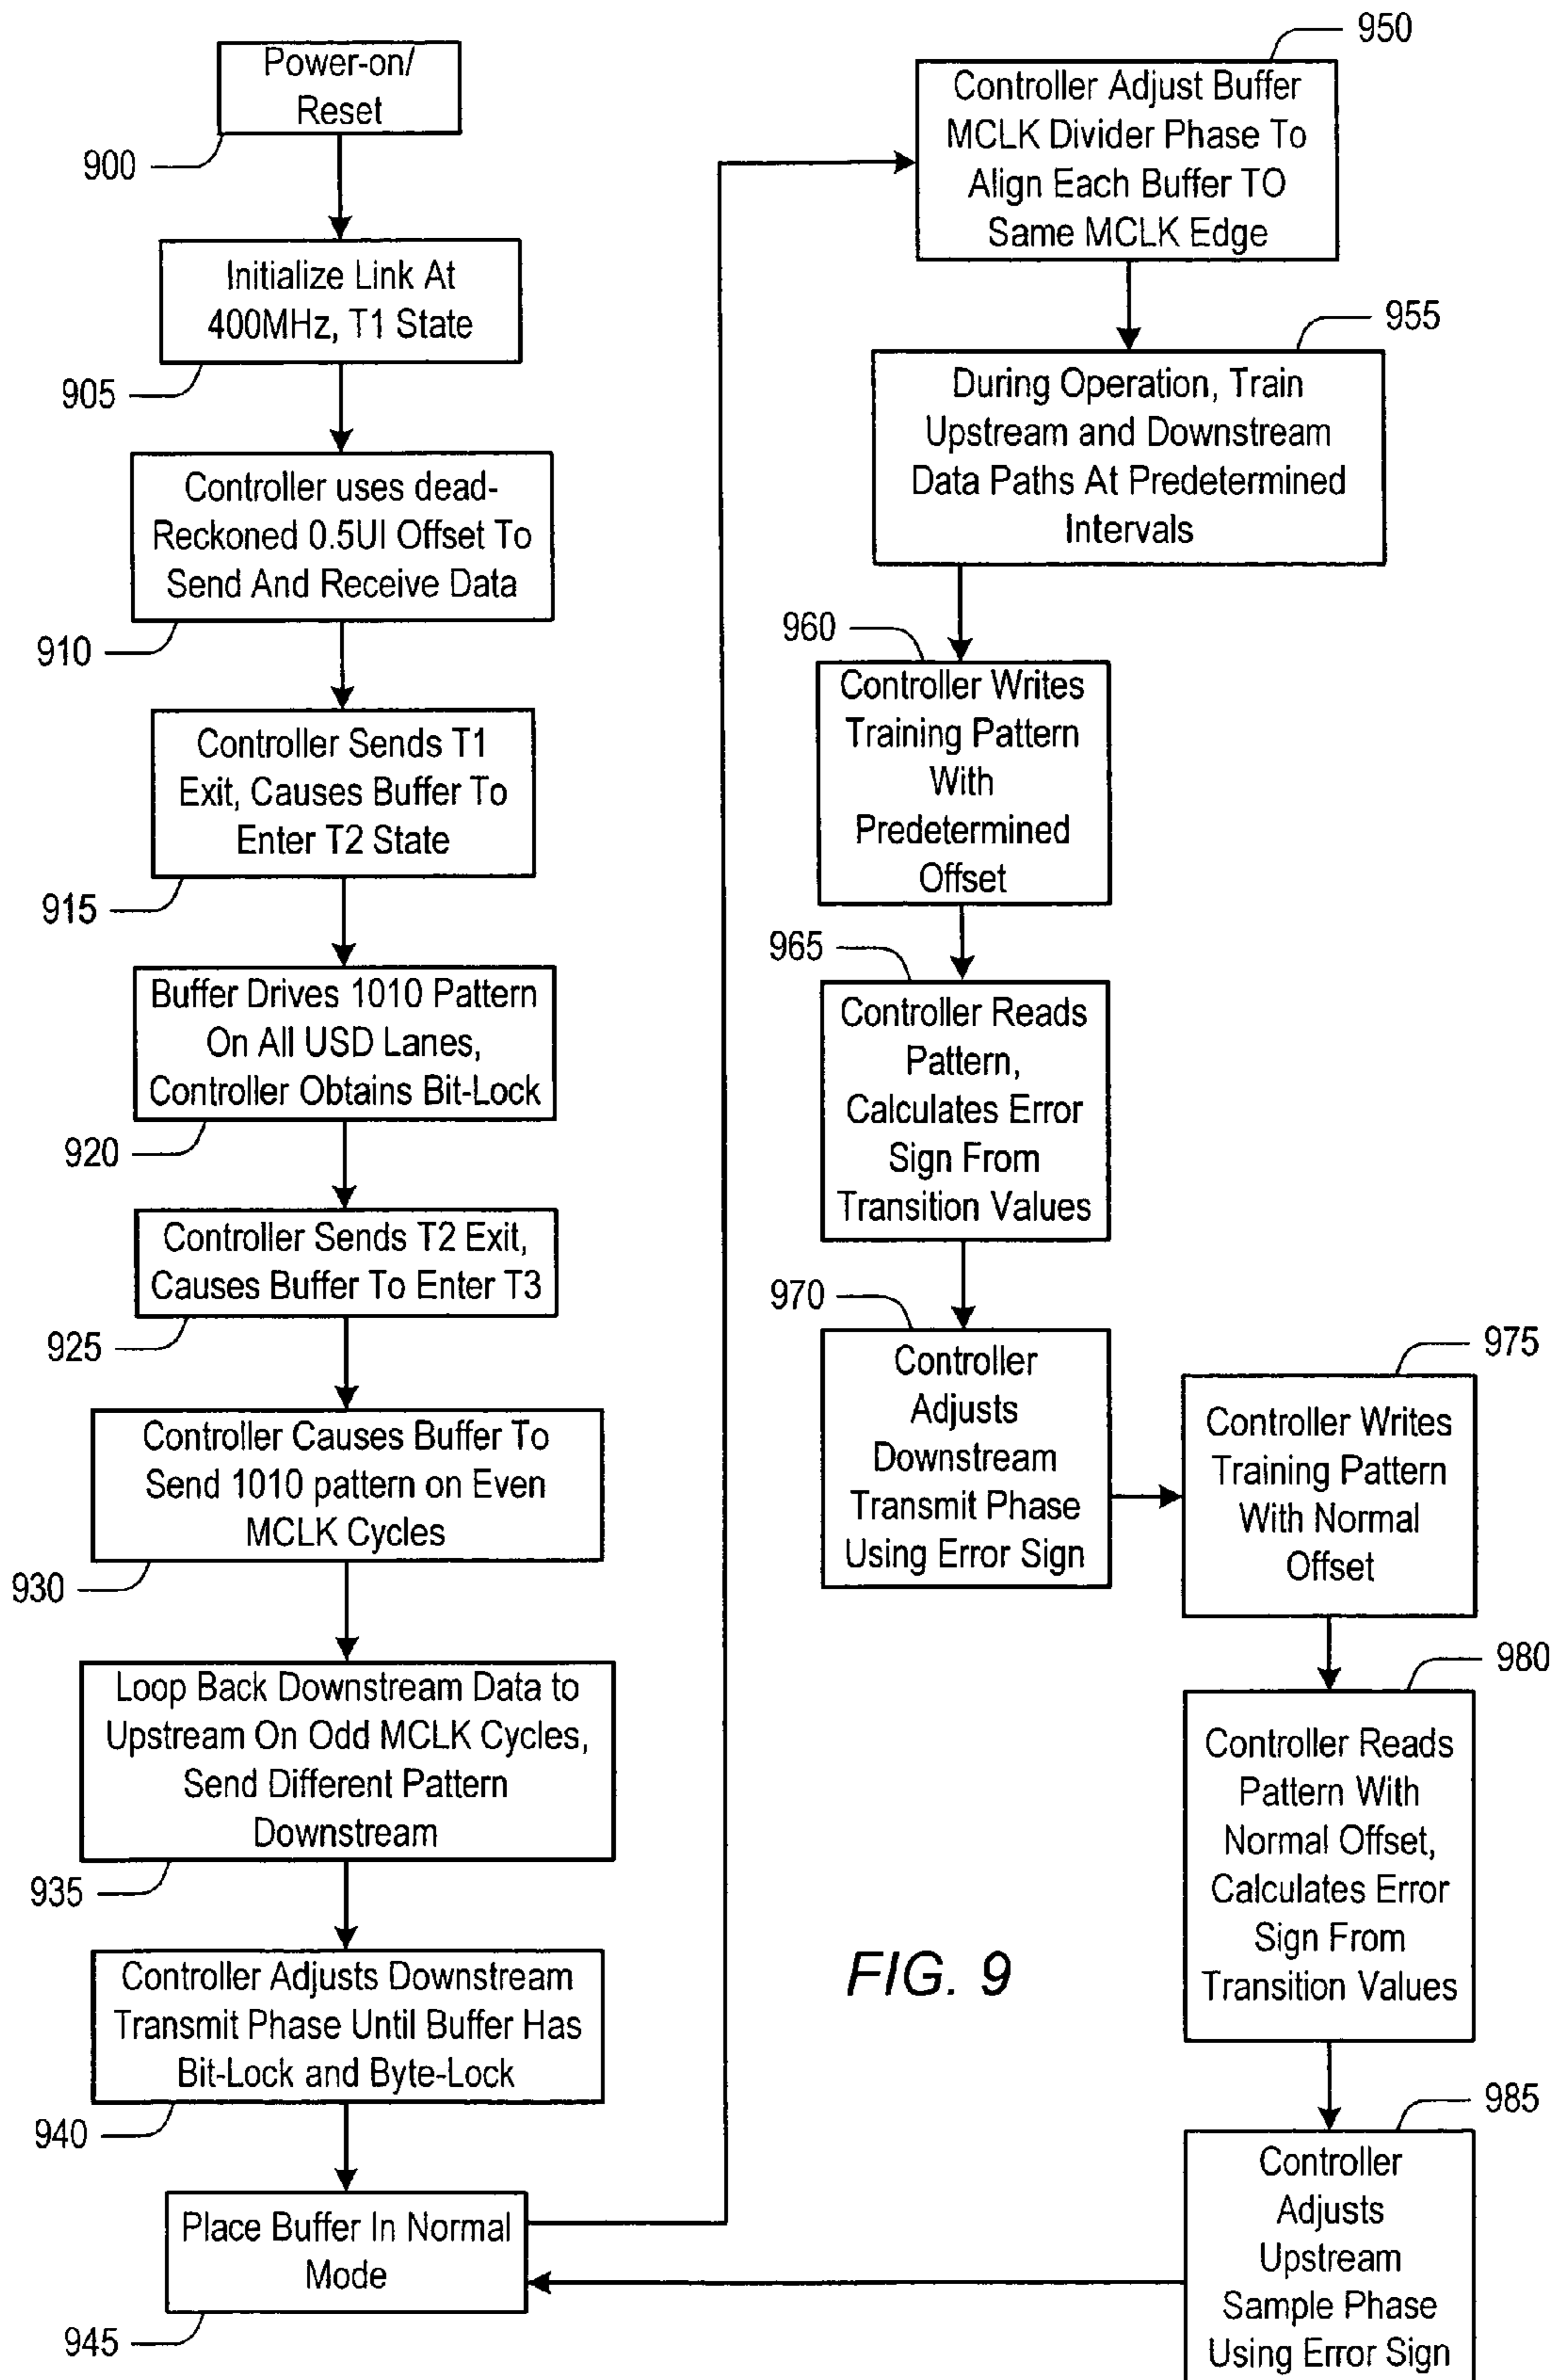 Power-on/
Reset
900
Initialize Link At
400MHz, T1 State
905
Controller uses dead-
Reckoned 0.5UI Offset To
Send And Receive Data
910
Controller Sends T1
Exit, Causes Buffer To
Enter T2 State
915
Buffer Drives 1010 Pattern
On All USD Lanes,
Controller Obtains Bit-Lock
920
Controller Sends T2 Exit,
Causes Buffer To Enter T3
925
Controller Causes Buffer To
Send 1010 pattern on Even
MCLK Cycles
930
Loop Back Downstream Data to
Upstream On Odd MCLK Cycles,
Send Different Pattern
Downstream
935
Controller Adjusts Downstream
Transmit Phase Until Buffer Has
Bit-Lock and Byte-Lock
940
Place Buffer In Normal
Mode
945
950
Controller Adjust Buffer
MCLK Divider Phase To
Align Each Buffer TO
Same MCLK Edge
955
During Operation, Train
Upstream and Downstream
Data Paths At Predetermined
Intervals
960
Controller Writes
Training Pattern
With
Predetermined
Offset
965
Controller Reads
Pattern,
Calculates Error
Sign From
Transition Values
970
Controller
Adjusts
Downstream
Transmit Phase
Using Error Sign
975
Controller Writes
Training Pattern
With Normal
Offset
980
Controller Reads
Pattern With
Normal Offset,
Calculates Error
Sign From
Transition Values
985
Controller
Adjusts
Upstream
Sample Phase
Using Error Sign
FIG. 9